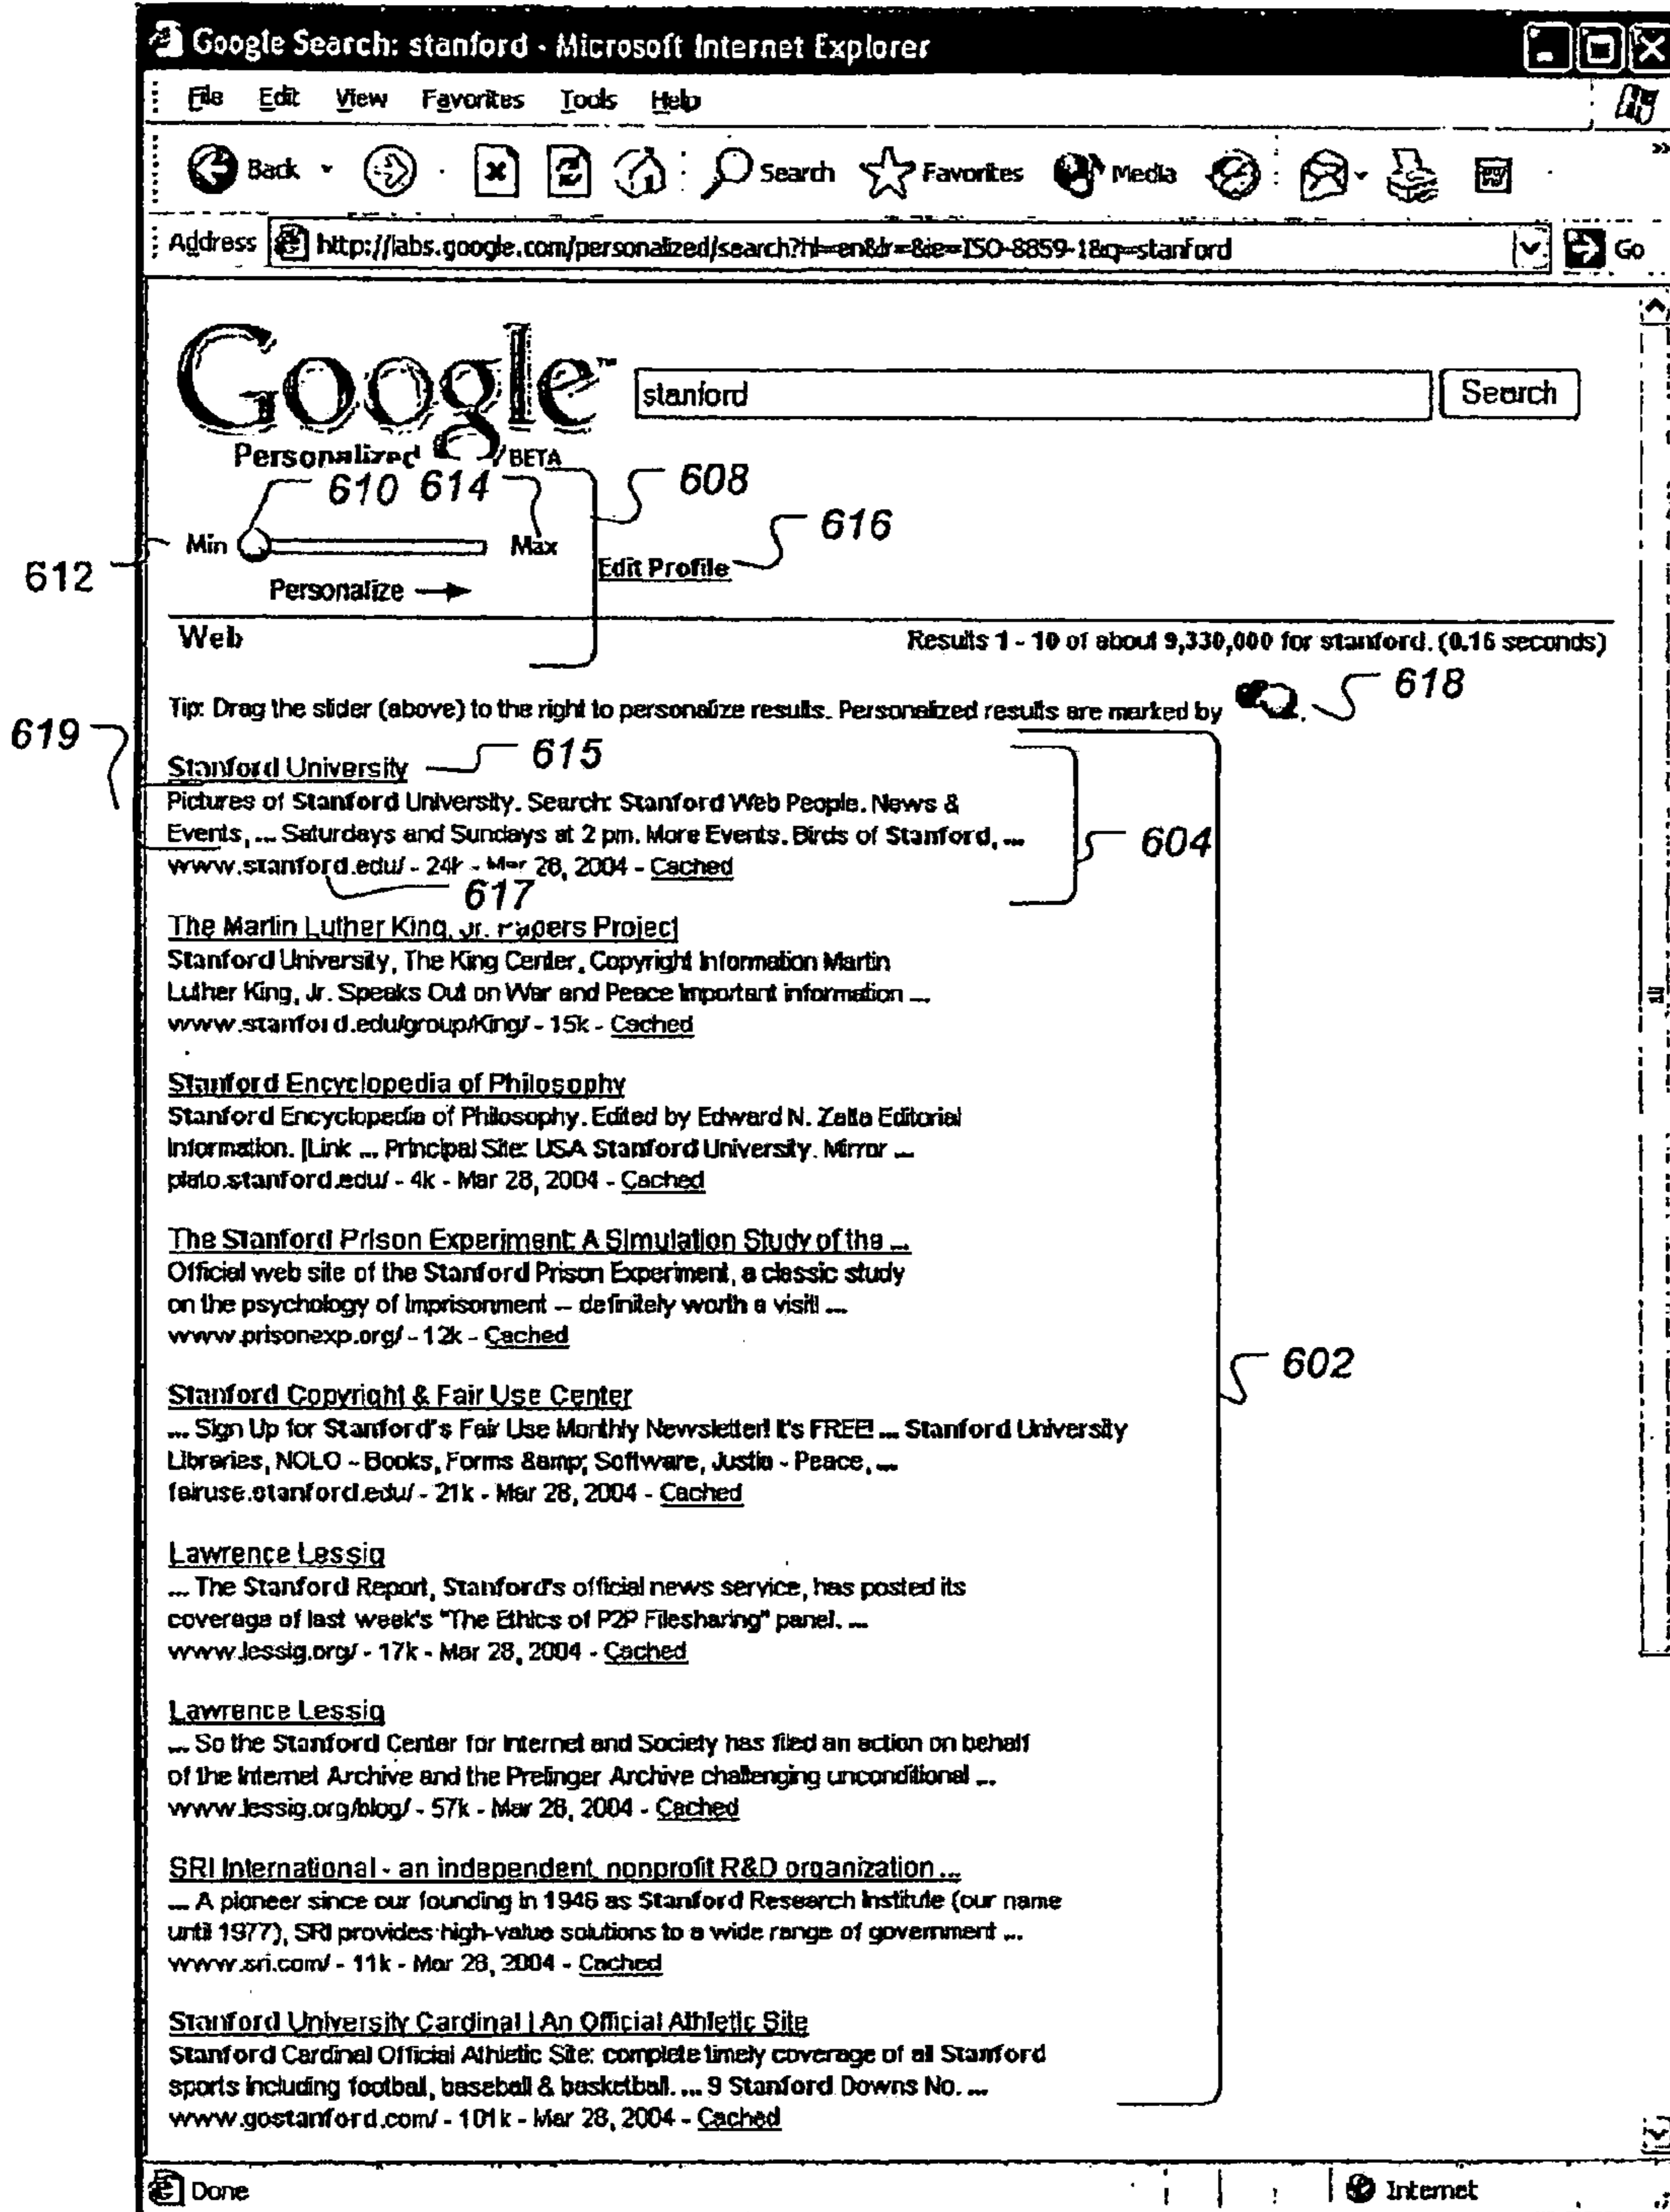 Google Search: stanford - Microsoft Internet Explorer
File Edit View Favorites Tools Help
Back Search Favorites Media
Address http://labs.google.com/personalized/search?hl=en&lr=&ie=ISO-8859-1&q=stanford Go
Google™ stanford Search
Personalized BETA
610 614 608
616
Min Max
612 Edit Profile
Personalize
Web Results 1 - 10 of about 9,330,000 for stanford. (0.16 seconds)
618
Tip: Drag the slider (above) to the right to personalize results. Personalized results are marked by .
619
Stanford University 615
Pictures of Stanford University. Search: Stanford Web People. News &
Events, ... Saturdays and Sundays at 2 pm. More Events. Birds of Stanford, ...
604
www.stanford.edu/ - 24k - Mar 28, 2004 - Cached
617
The Martin Luther King, Jr. Papers Project
Stanford University, The King Center, Copyright Information Martin
Luther King, Jr. Speaks Out on War and Peace Important information ...
www.stanford.edu/group/King/ - 15k - Cached
Stanford Encyclopedia of Philosophy
Stanford Encyclopedia of Philosophy. Edited by Edward N. Zalta Editorial
Information. [Link ... Principal Site: USA Stanford University. Mirror ...
plato.stanford.edu/ - 4k - Mar 28, 2004 - Cached
The Stanford Prison Experiment: A Simulation Study of the ...
Official web site of the Stanford Prison Experiment, a classic study
on the psychology of imprisonment -- definitely worth a visit! ...
www.prisonexp.org/ - 12k - Cached
602
Stanford Copyright & Fair Use Center
... Sign Up for Stanford's Fair Use Monthly Newsletter! It's FREE! ... Stanford University
Libraries, NOLO - Books, Forms &amp; Software, Justia - Peace, ...
fairuse.stanford.edu/ - 21k - Mar 28, 2004 - Cached
Lawrence Lessig
... The Stanford Report, Stanford's official news service, has posted its
coverage of last week's "The Ethics of P2P Filesharing" panel. ...
www.lessig.org/ - 17k - Mar 28, 2004 - Cached
Lawrence Lessig
... So the Stanford Center for Internet and Society has filed an action on behalf
of the Internet Archive and the Prelinger Archive challenging unconditional ...
www.lessig.org/blog/ - 57k - Mar 28, 2004 - Cached
SRI International - an independent, nonprofit R&D organization ...
... A pioneer since our founding in 1946 as Stanford Research Institute (our name
until 1977), SRI provides high-value solutions to a wide range of government ...
www.sri.com/ - 11k - Mar 28, 2004 - Cached
Stanford University Cardinal | An Official Athletic Site
Stanford Cardinal Official Athletic Site: complete timely coverage of all Stanford
sports including football, baseball & basketball. ... 9 Stanford Downs No. ...
www.gostanford.com/ - 101k - Mar 28, 2004 - Cached
Done Internet